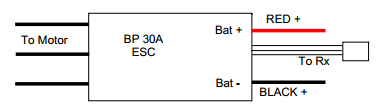 RED +
BP 30A
Bat +
To Motor
ESC
To Rx
Bat -
BLACK +